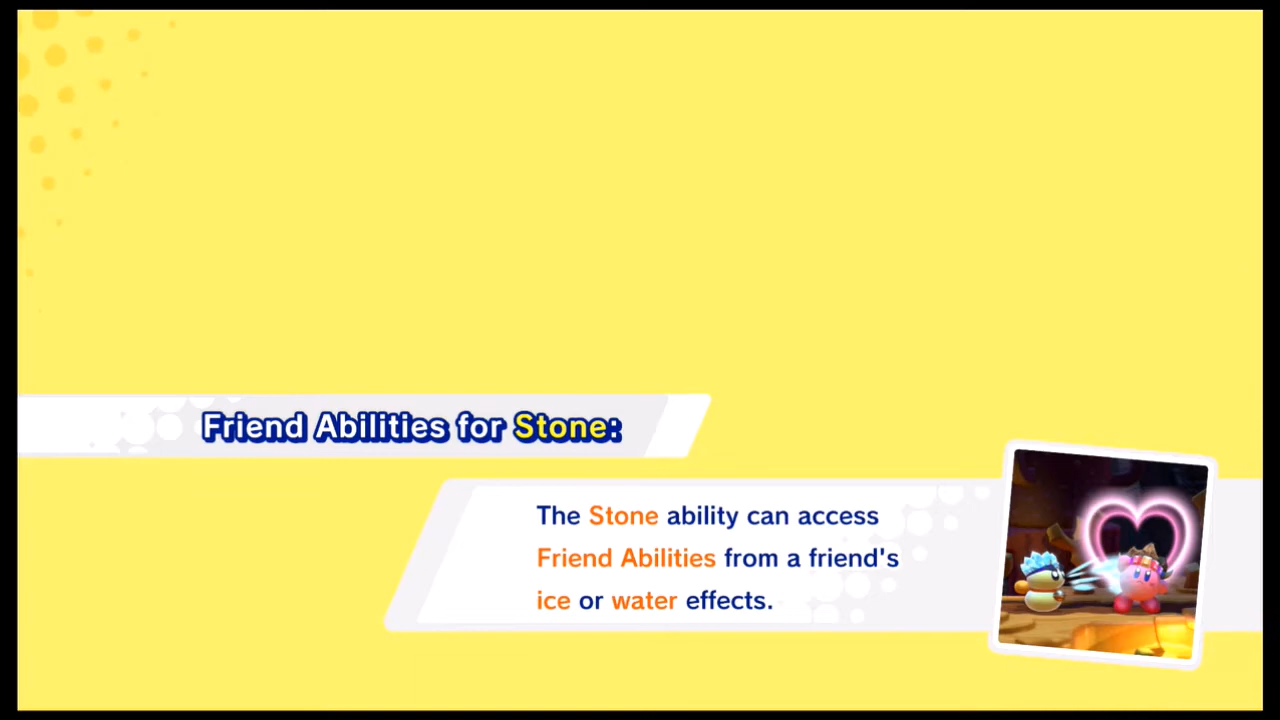 Friend Abilities for Stone:
The Stone ability can access
Friend Abilities from a friend's
ice or water effects.